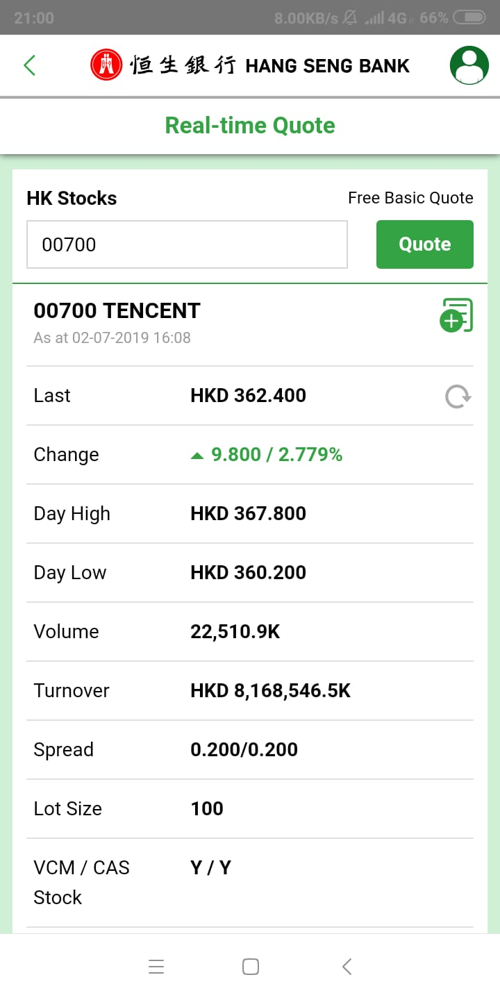 21:00 8.00KB/s 4G 66%
恒生銀行 HANG SENG BANK
Real-time Quote
HK Stocks Free Basic Quote
00700 Quote
00700 TENCENT
As at 02-07-2019 16:08
Last HKD 362.400
Change 9.800 / 2.779%
Day High HKD 367.800
Day Low HKD 360.200
Volume 22,510.9K
Turnover HKD 8,168,546.5K
Spread 0.200/0.200
Lot Size 100
VCM / CAS Y / Y
Stock